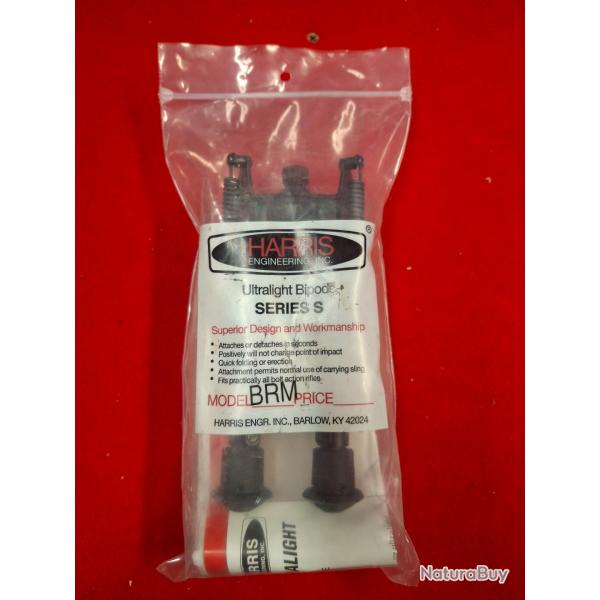 HARRIS
ENGINEERING, INC.
®
Ultralight Bipods
SERIES S
Superior Design and Workmanship
• Attaches or detaches in seconds
• Positively will not change point of impact
• Quick folding or erection
• Attachment permits normal use of carrying sling
• Fits practically all bolt action rifles.
MODEL BRM PRICE
HARRIS ENGR. INC., BARLOW, KY 42024
HARRIS
RALIGHT
NaturaBuy